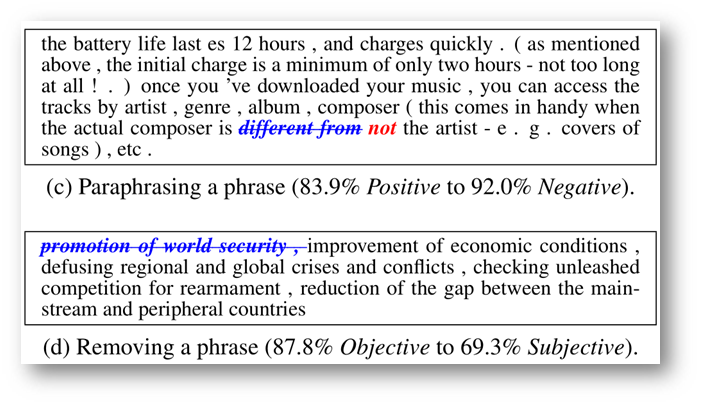 the battery life last es 12 hours , and charges quickly . ( as mentioned
above , the initial charge is a minimum of only two hours - not too long
at all ! . ) once you 've downloaded your music , you can access the
tracks by artist , genre , album , composer ( this comes in handy when
the actual composer is different from not the artist - e . g . covers of
songs ) , etc .
(c) Paraphrasing a phrase (83.9% Positive to 92.0% Negative).
promotion of world security , improvement of economic conditions ,
defusing regional and global crises and conflicts , checking unleashed
competition for rearmament , reduction of the gap between the main-
stream and peripheral countries
(d) Removing a phrase (87.8% Objective to 69.3% Subjective).